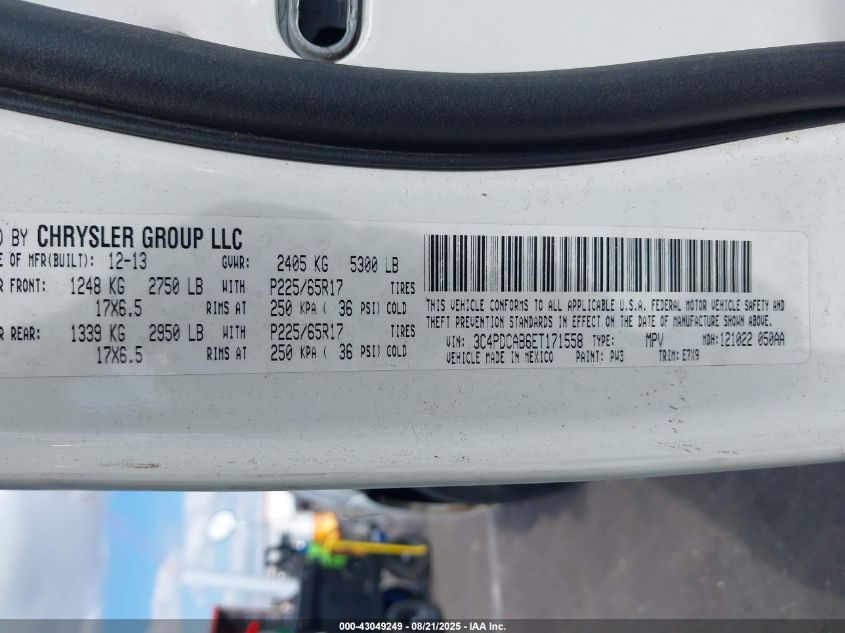 ) BY CHRYSLER GROUP LLC
E OF MFR(BUILT): 12-13 GVWR: 2405 KG 5300 LB
R FRONT: 1248 KG 2750 LB WITH P225/65R17 TIRES
17X6.5 RIMS AT 250 KPA ( 36 PSI) COLD
R REAR: 1339 KG 2950 LB WITH P225/65R17 TIRES
17X6.5 RIMS AT 250 KPA ( 36 PSI) COLD
THIS VEHICLE CONFORMS TO ALL APPLICABLE U.S.A. FEDERAL MOTOR VEHICLE SAFETY AND
THEFT PREVENTION STANDARDS IN EFFECT ON THE DATE OF MANUFACTURE SHOWN ABOVE.
VIN: 3C4PDCAB6ET171558 TYPE: MPV MDH:121022 050AA
VEHICLE MADE IN MEXICO PAINT: PW3 TRIM: E7X9
000-43049249 - 08/21/2025 - IAA Inc.